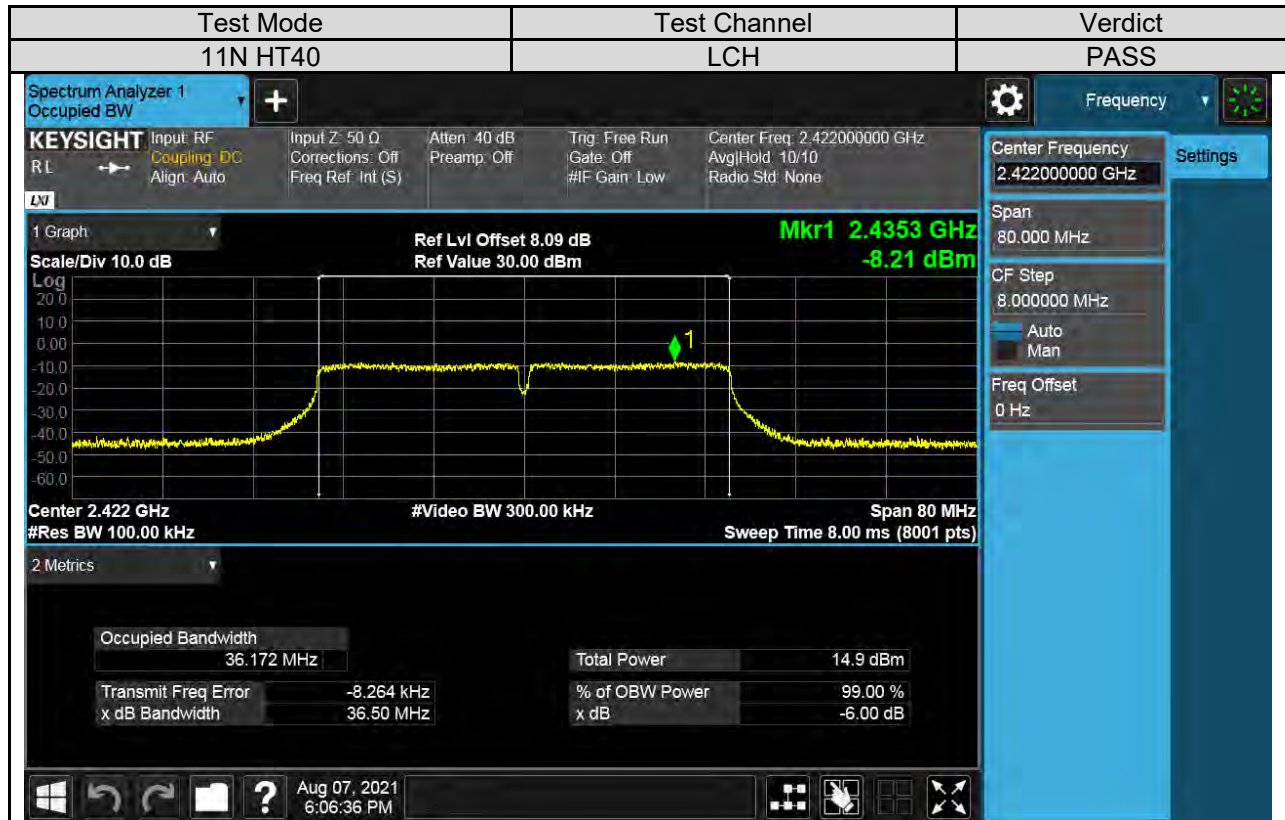 Test Mode Test Channel Verdict
11N HT40 LCH PASS
Spectrum Analyzer 1
Occupied BW
+
Frequency
KEYSIGHT
RL
LXI
Input: RF
Coupling: DC
Align: Auto
Input Z: 50 Ω
Corrections: Off
Freq Ref: Int (S)
Atten: 40 dB
Preamp: Off
Trig: Free Run
Gate: Off
#IF Gain: Low
Center Freq: 2.422000000 GHz
Avg|Hold: 10/10
Radio Std: None
Center Frequency
2.422000000 GHz
Settings
Span
80.000 MHz
CF Step
8.000000 MHz
Auto
Man
Freq Offset
0 Hz
1 Graph
Scale/Div 10.0 dB
Ref Lvl Offset 8.09 dB
Ref Value 30.00 dBm
Mkr1 2.4353 GHz
-8.21 dBm
Log
20.0
10.0
0.00
-10.0
-20.0
-30.0
-40.0
-50.0
-60.0
1
Center 2.422 GHz
#Res BW 100.00 kHz
#Video BW 300.00 kHz
Span 80 MHz
Sweep Time 8.00 ms (8001 pts)
2 Metrics
Occupied Bandwidth
36.172 MHz
Total Power 14.9 dBm
Transmit Freq Error -8.264 kHz
% of OBW Power 99.00 %
x dB Bandwidth 36.50 MHz
x dB -6.00 dB
?
Aug 07, 2021
6:06:36 PM